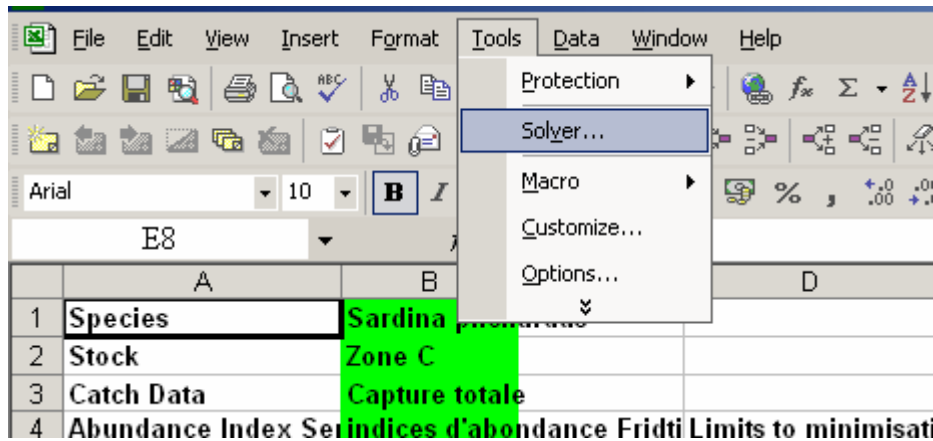 File Edit View Insert Format Tools Data Window Help
Protection
Solver...
Macro
Customize...
Options...
Arial 10 B I
E8
A B D
1 Species Sardina
2 Stock Zone C
3 Catch Data Capture totale
4 Abundance Index Ser indices d'abondance Fridti Limits to minimisati